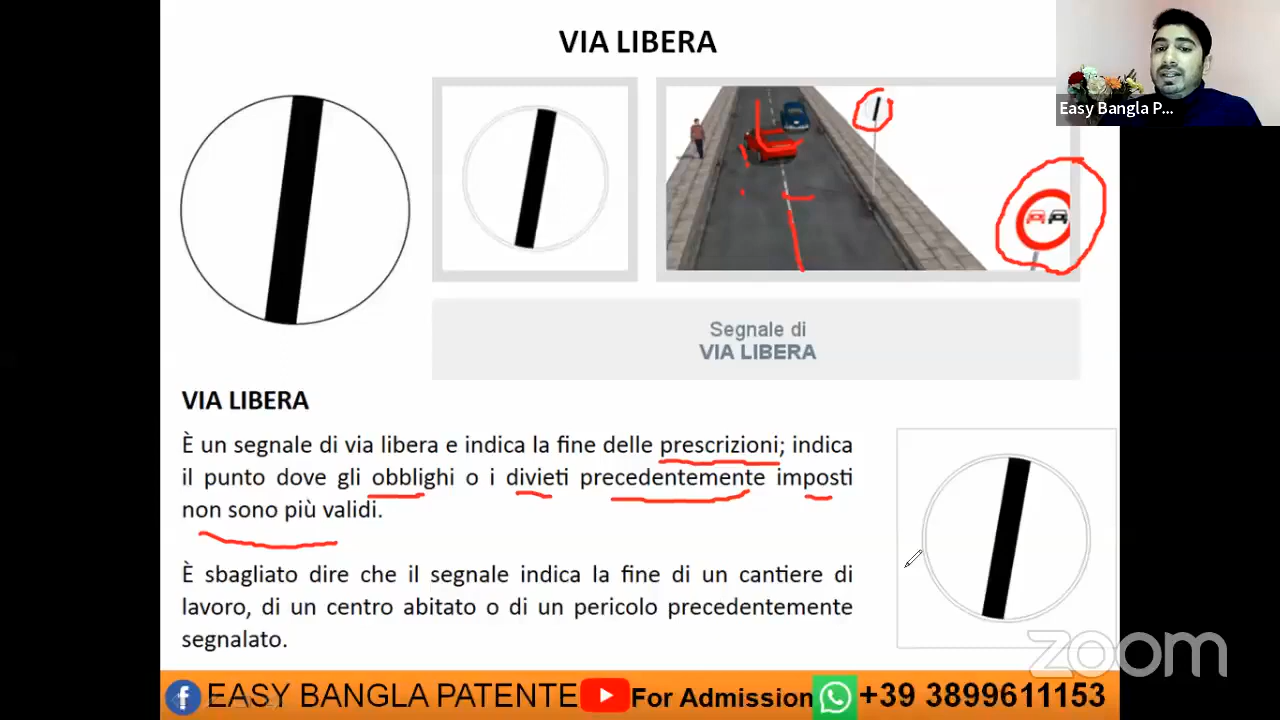 VIA LIBERA
Easy Bangla P...
Segnale di
VIA LIBERA
VIA LIBERA
È un segnale di via libera e indica la fine delle prescrizioni; indica
il punto dove gli obblighi o i divieti precedentemente imposti
non sono più validi.
È sbagliato dire che il segnale indica la fine di un cantiere di
lavoro, di un centro abitato o di un pericolo precedentemente
segnalato.
zoom
EASY BANGLA PATENTE For Admission +39 3899611153